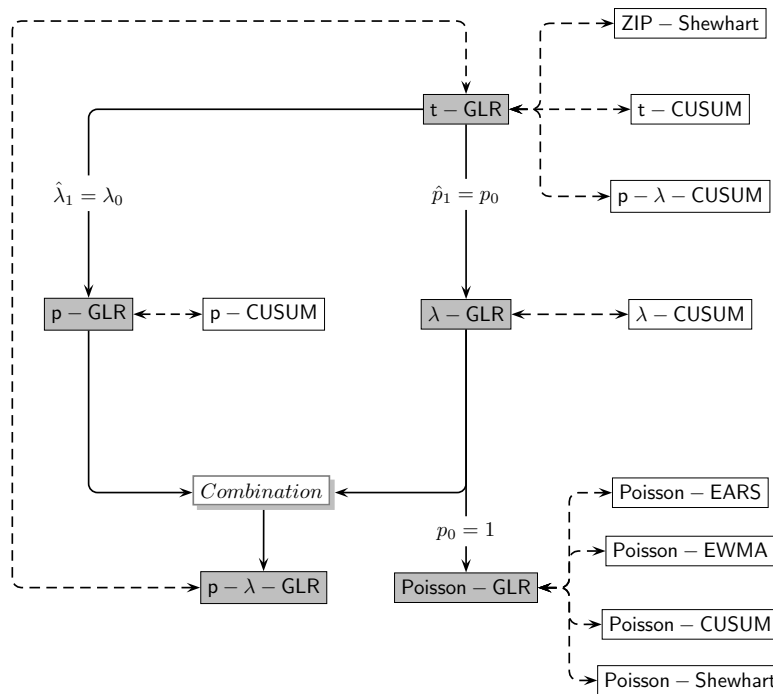 ZIP – Shewhart
t – GLR
t – CUSUM
λ̂₁ = λ₀
p̂₁ = p₀
p – λ – CUSUM
p – GLR
p – CUSUM
λ – GLR
λ – CUSUM
Combination
Poisson – EARS
p₀ = 1
Poisson – EWMA
p – λ – GLR
Poisson – GLR
Poisson – CUSUM
Poisson – Shewhart